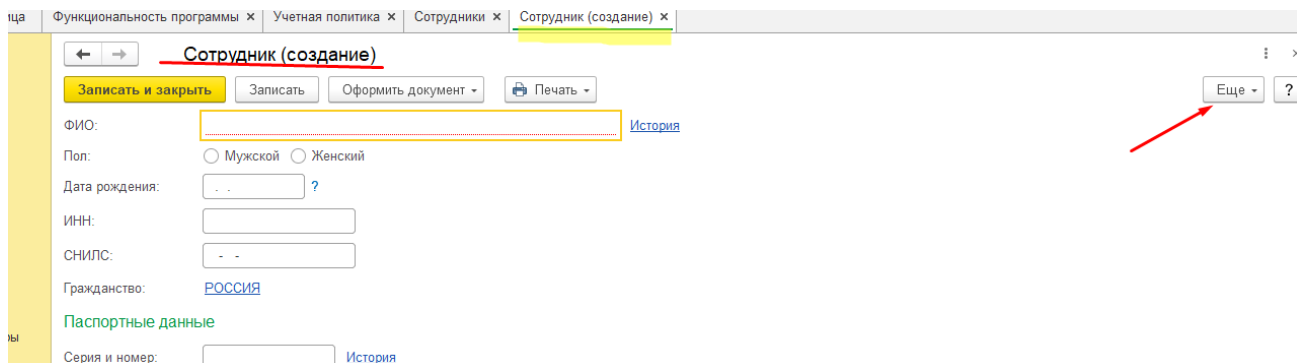 ица Функциональность программы × Учетная политика × Сотрудники × Сотрудник (создание) ×
← → Сотрудник (создание)
Записать и закрыть Записать Оформить документ Печать Еще ?
ФИО: История
Пол: Мужской Женский
Дата рождения: . . ?
ИНН:
СНИЛС: - -
Гражданство: РОССИЯ
Паспортные данные
ры
Серия и номер: История